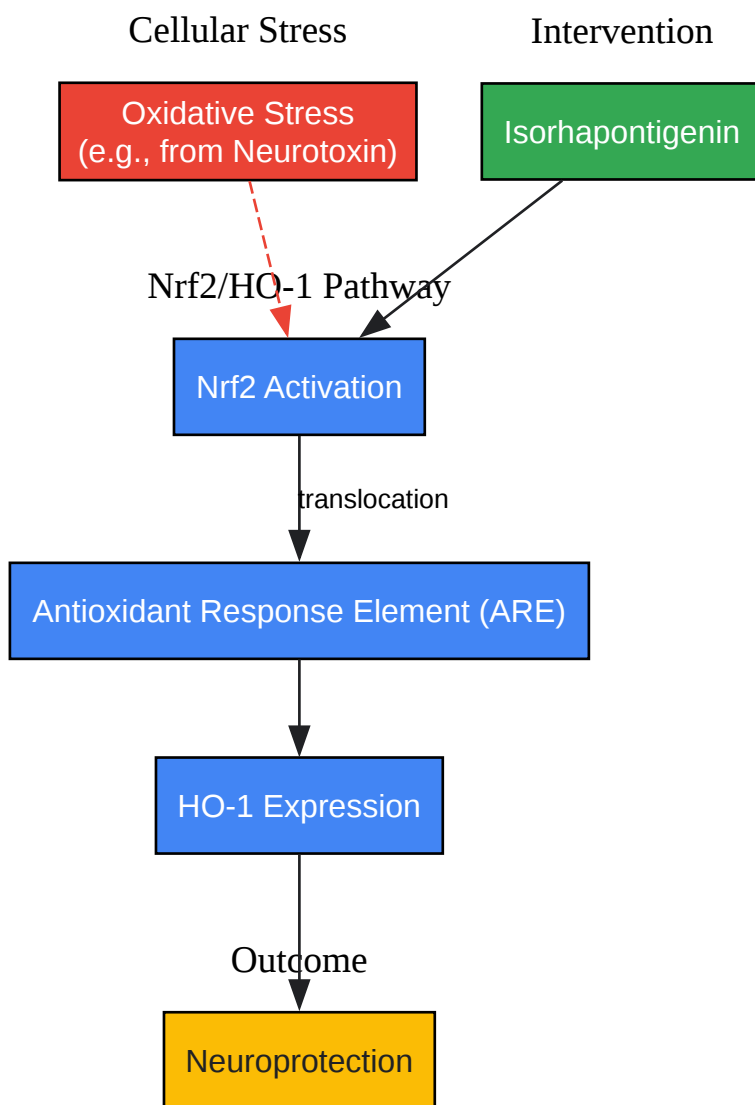 Cellular Stress
Intervention
Oxidative Stress
(e.g., from Neurotoxin)
Isorhapontigenin
Nrf2/HO-1 Pathway
Nrf2 Activation
translocation
Antioxidant Response Element (ARE)
HO-1 Expression
Outcome
Neuroprotection